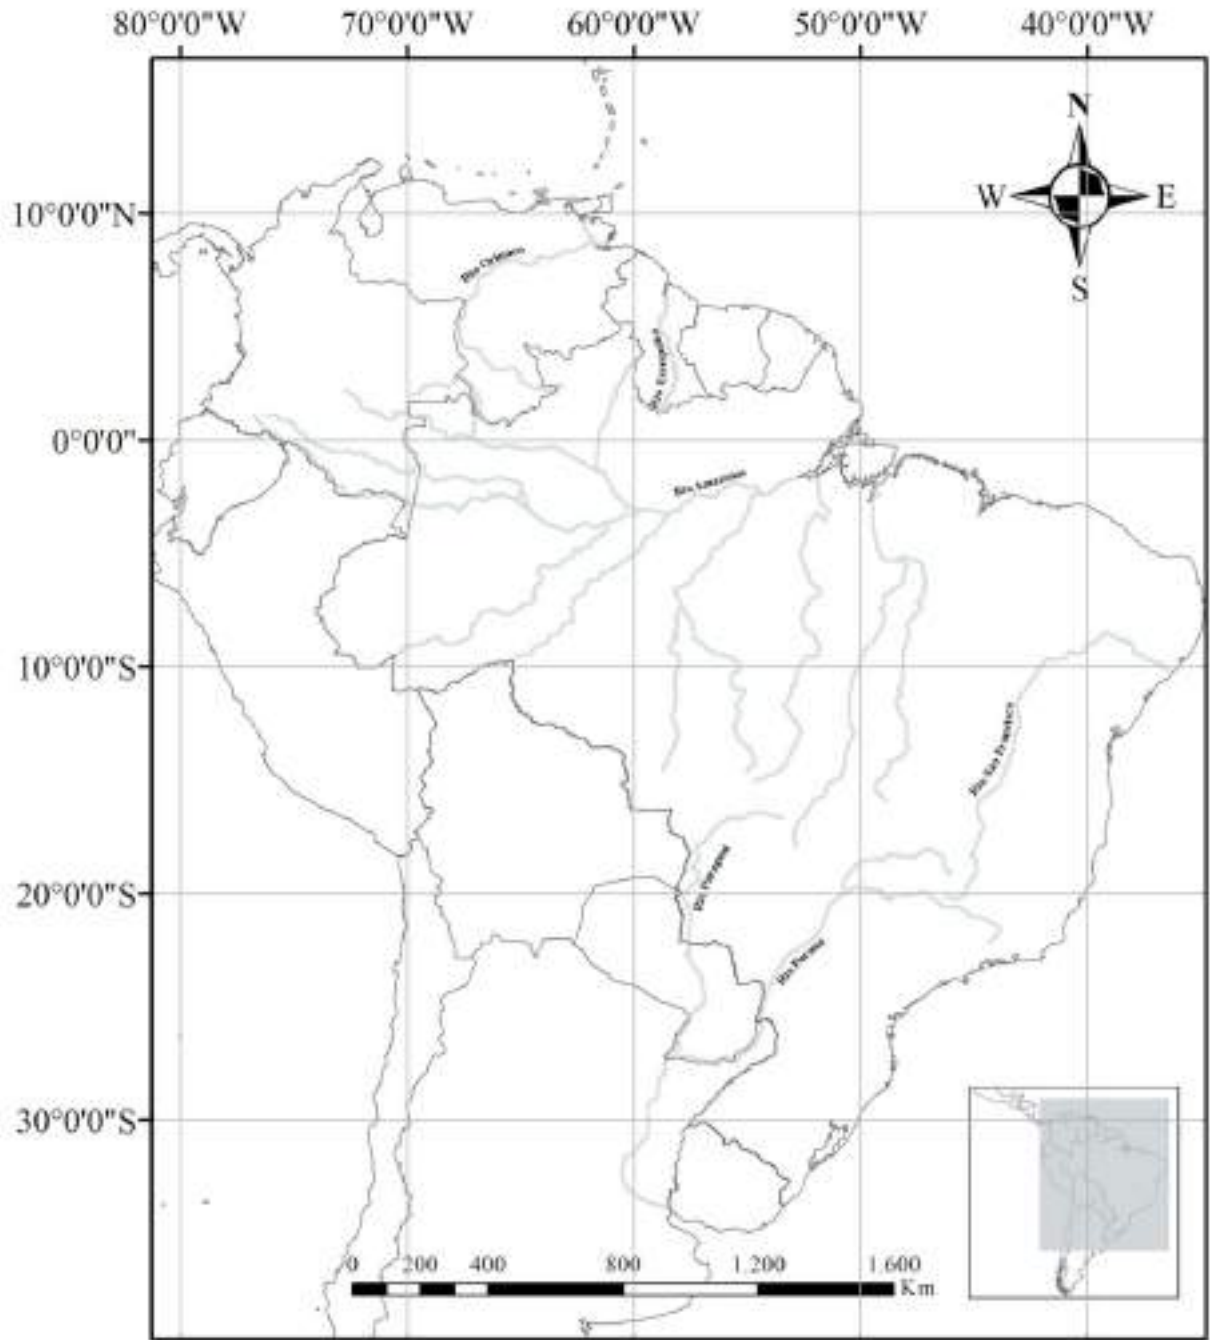 80°0'0"W 70°0'0"W 60°0'0"W 50°0'0"W 40°0'0"W
N
W E
S
10°0'0"N
Rio Orinoco
Rio Essequibo
0°0'0"
Rio Amazonas
10°0'0"S
Rio São Francisco
Rio Paraguai
20°0'0"S
Rio Paraná
30°0'0"S
0 200 400 800 1.200 1.600
Km